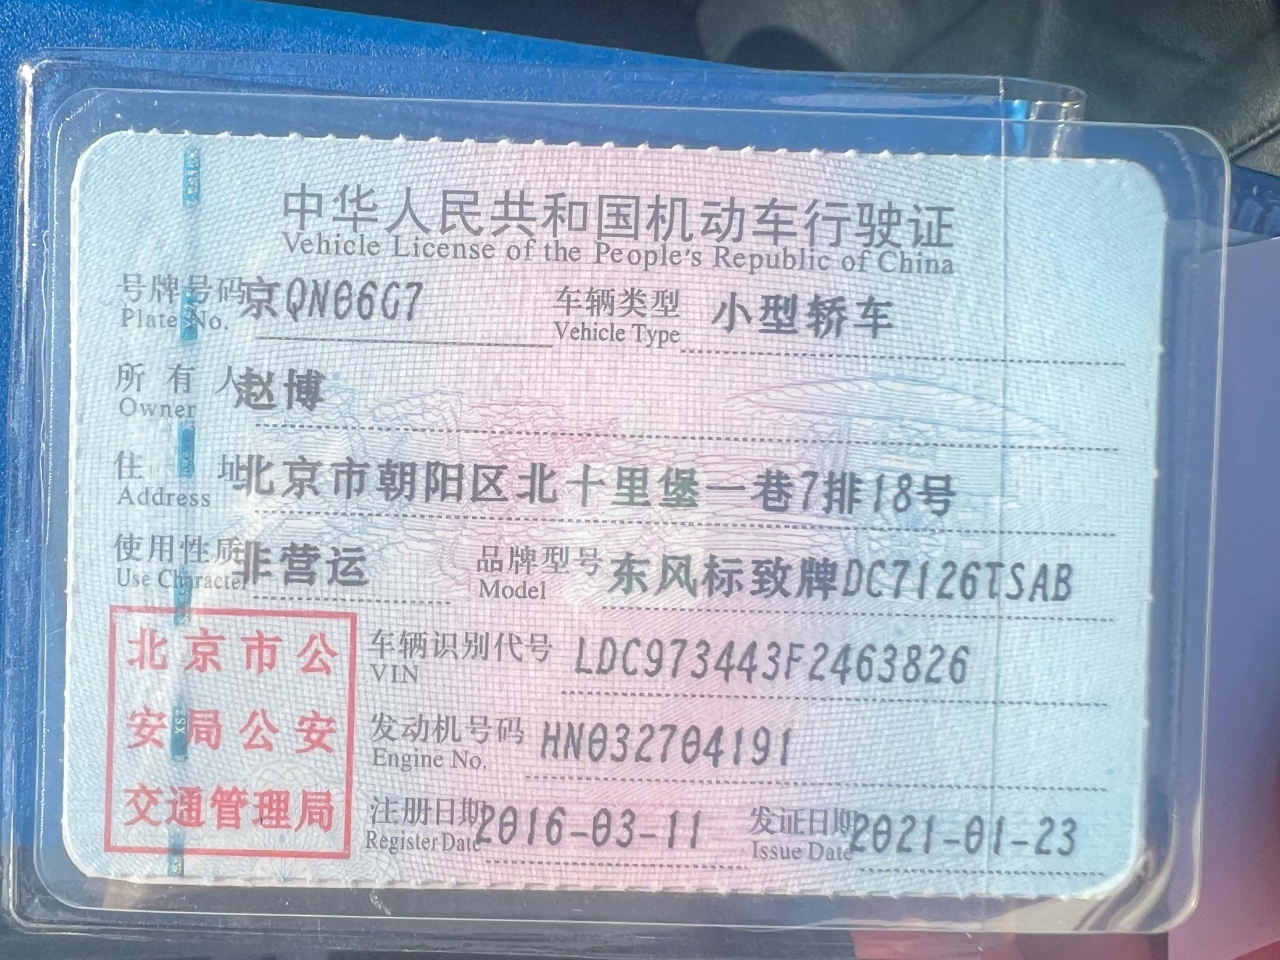 中华人民共和国机动车行驶证
Vehicle License of the People's Republic of China
号牌号码 京QN06G7 车辆类型 小型轿车
Plate No. Vehicle Type
所有人 赵博
Owner
住址 北京市朝阳区北十里堡一巷7排18号
Address
使用性质 非营运 品牌型号 东风标致牌DC7126TSAB
Use Character Model
北京市公
安局公安
交通管理局
车辆识别代号 LDC973443F2463826
VIN
发动机号码 HN032704191
Engine No.
注册日期 2016-03-11 发证日期 2021-01-23
Register Date Issue Date